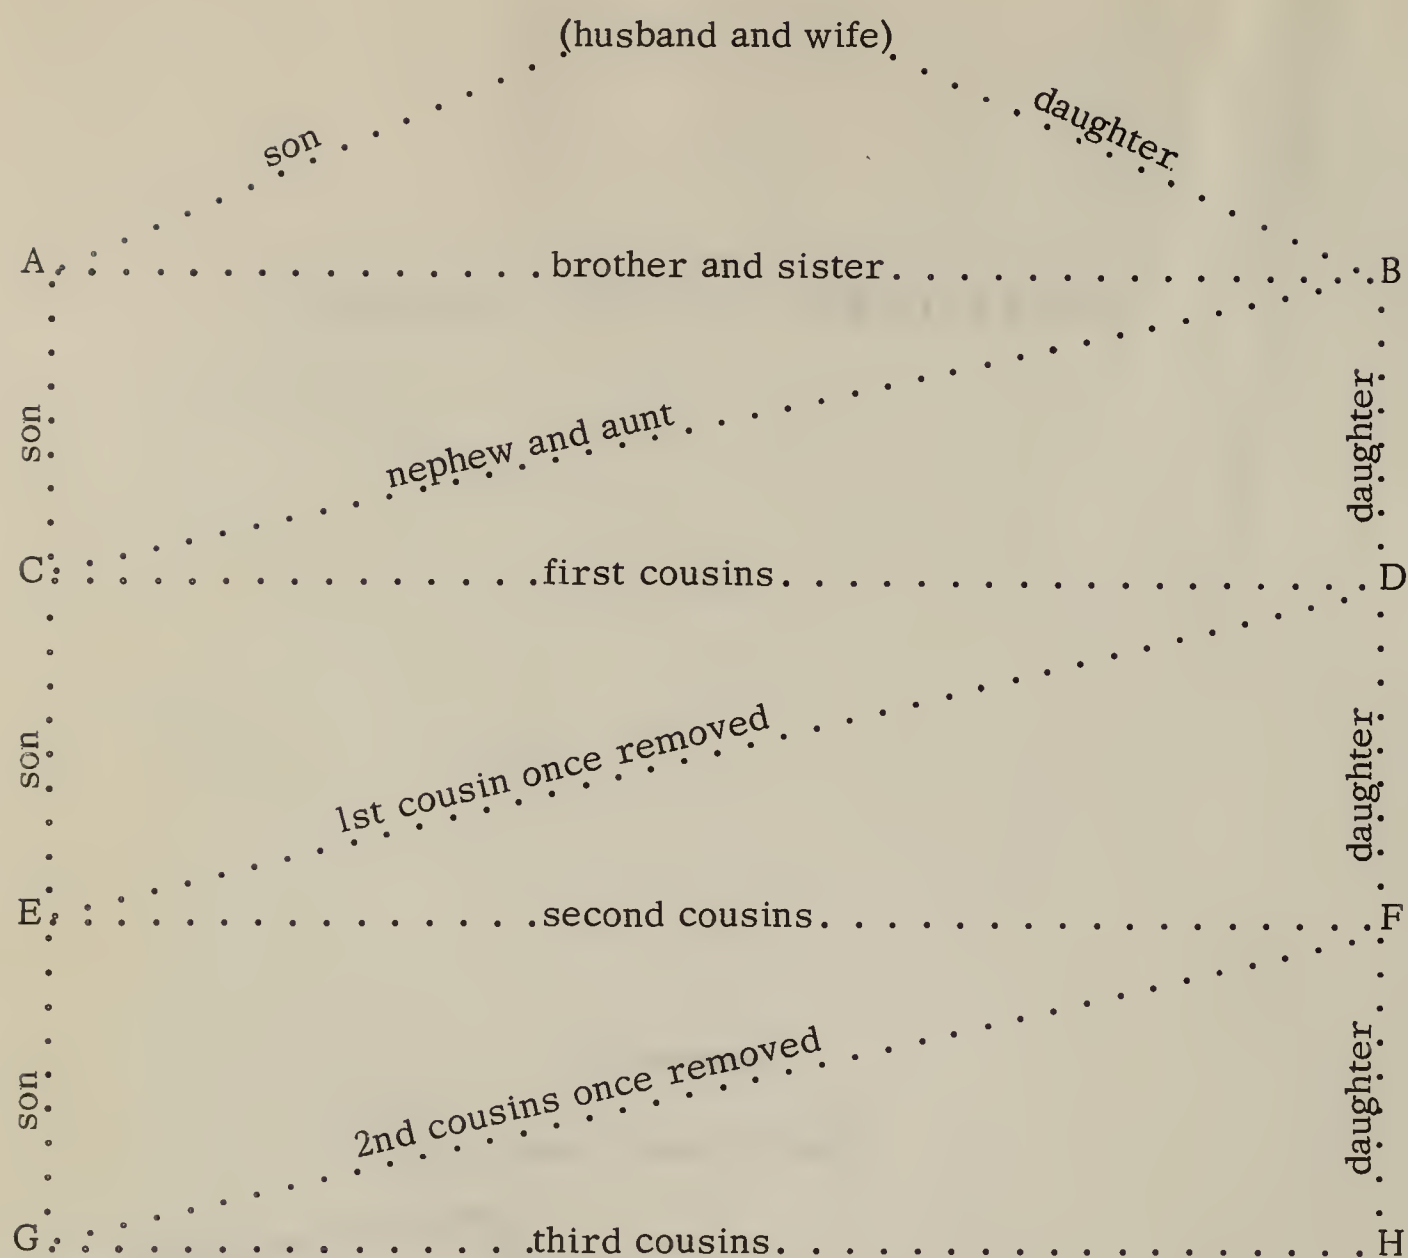 (husband and wife)
son
daughter
A
brother and sister
B
son
nephew and aunt
daughter
C
first cousins
D
son
1st cousin once removed
daughter
E
second cousins
F
son
2nd cousins once removed
daughter
G
third cousins
H